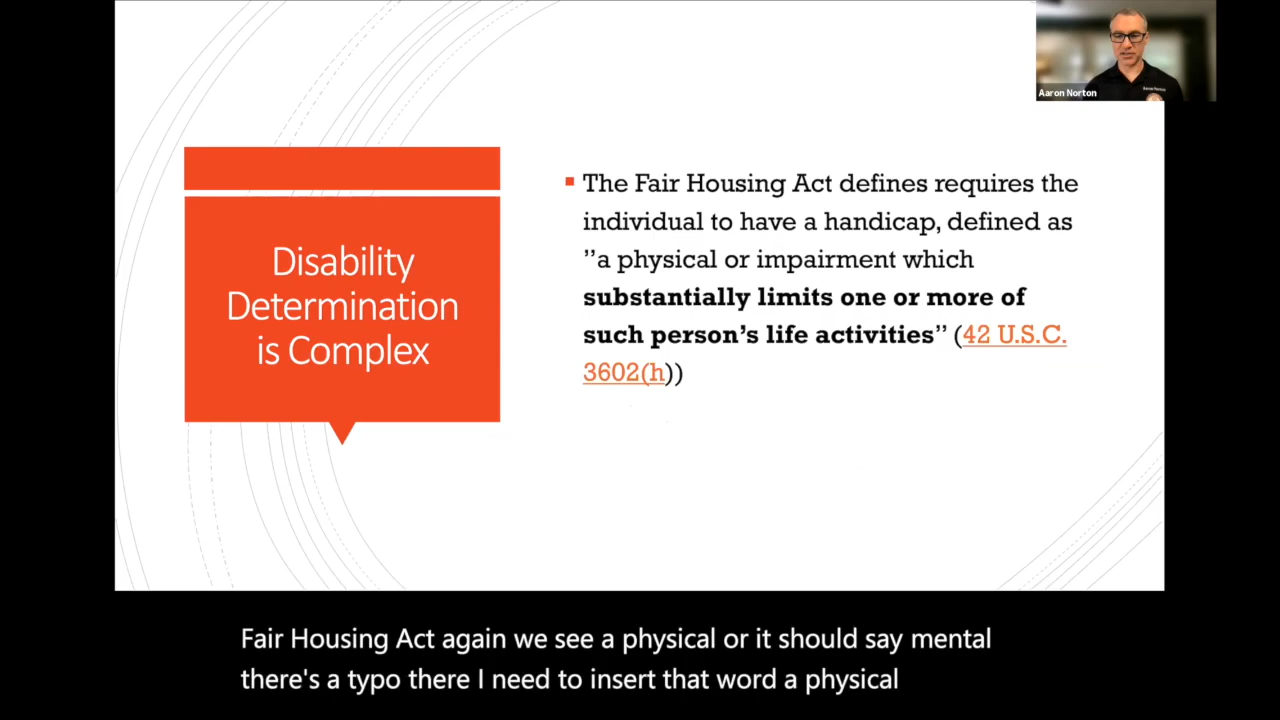 Aaron Norton
Disability
Determination
is Complex
▪ The Fair Housing Act defines requires the
individual to have a handicap, defined as
”a physical or impairment which
substantially limits one or more of
such person’s life activities” (42 U.S.C.
3602(h))
Fair Housing Act again we see a physical or it should say mental
there's a typo there I need to insert that word a physical